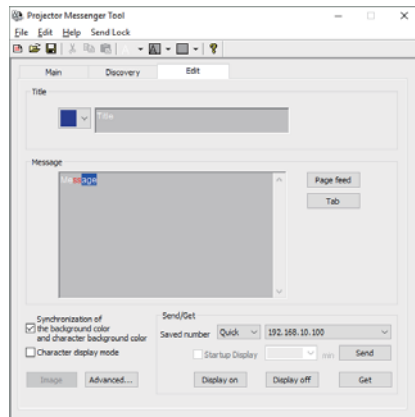 Projector Messenger Tool
File Edit Help Send Lock
Main Discovery Edit
Title
Title
Message
Message
Page feed
Tab
Synchronization of
the background color
and character background color
Character display mode
Image Advanced...
Send/Get
Saved number Quick 192.168.10.100
Startup Display min Send
Display on Display off Get